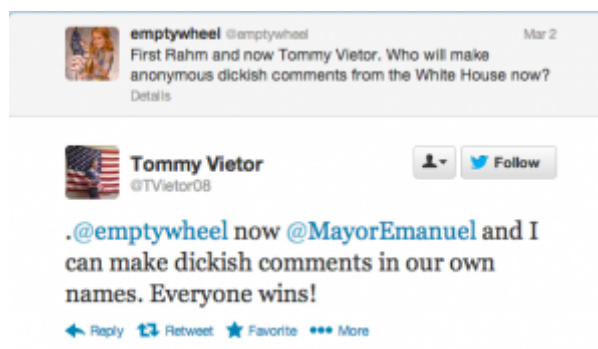 emptywheel @emptywheel Mar 2
First Rahm and now Tommy Vietor. Who will make
anonymous dickish comments from the White House now?
Details
Tommy Vietor
@TVietor08
Follow
.@emptywheel now @MayorEmanuel and I
can make dickish comments in our own
names. Everyone wins!
Reply Retweet Favorite More